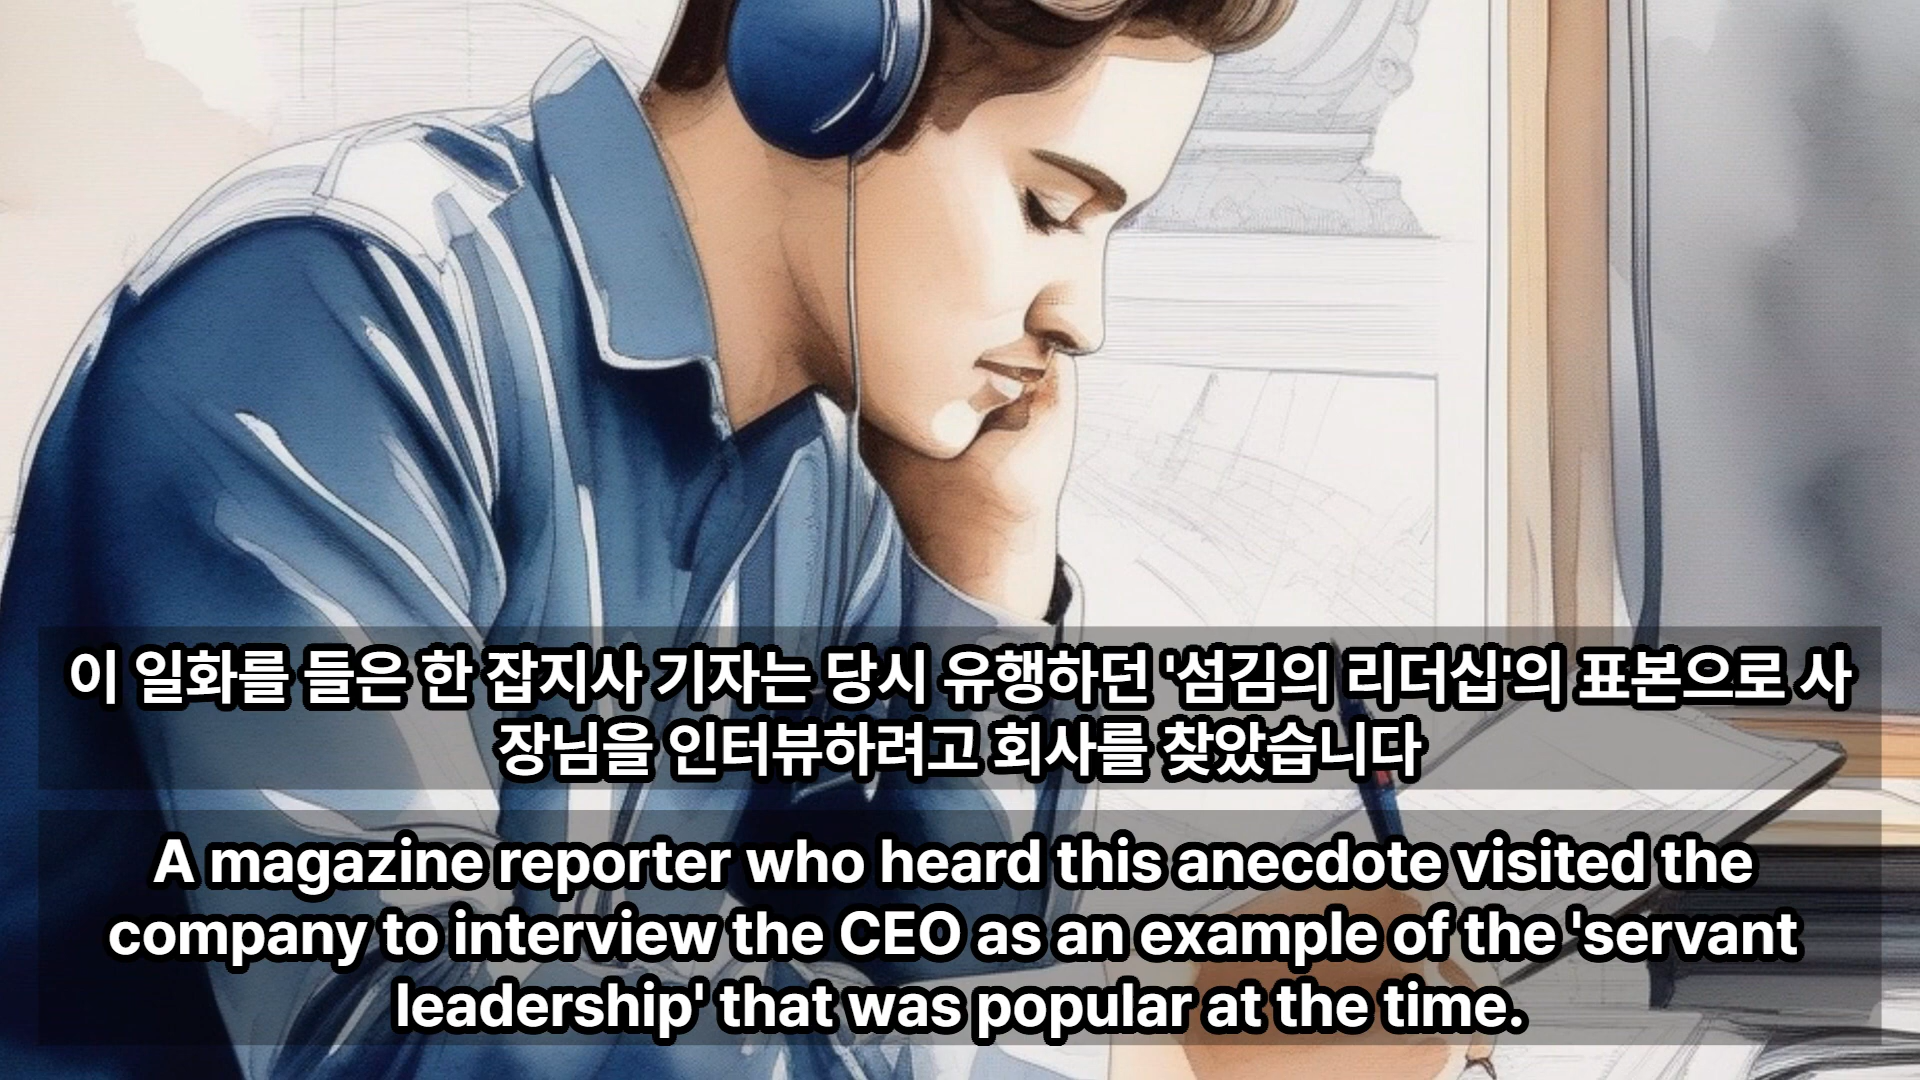 이 일화를 들은 한 잡지사 기자는 당시 유행하던 '섬김의 리더십'의 표본으로 사
장님을 인터뷰하려고 회사를 찾았습니다
A magazine reporter who heard this anecdote visited the
company to interview the CEO as an example of the 'servant
leadership' that was popular at the time.